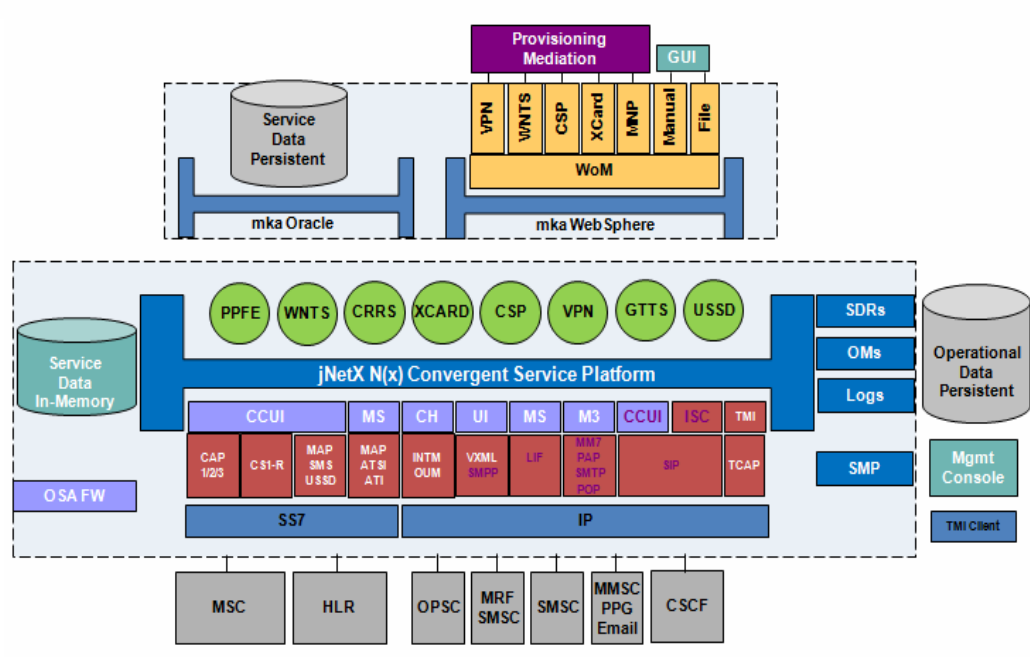 Provisioning
Mediation
GUI
VPN
WNTS
CSP
XCard
MNP
Manual
File
WoM
Service
Data
Persistent
mka Oracle
mka WebSphere
PPFE
WNTS
CRRS
XCARD
CSP
VPN
GTTS
USSD
SDRs
OMs
Logs
SMP
Service
Data
In-Memory
jNetX N(x) Convergent Service Platform
Operational
Data
Persistent
CCUI
MS
CH
UI
MS
M3
CCUI
ISC
TMI
CAP
1/2/3
CS1-R
MAP
SMS
USSD
MAP
ATSI
ATI
INTM
OUM
VXML
SMPP
LIF
MM7
PAP
SMTP
POP
SIP
TCAP
OSA FW
SS7
IP
Mgmt
Console
TMI Client
MSC
HLR
OPSC
MRF
SMSC
SMSC
MMSC
PPG
Email
CSCF